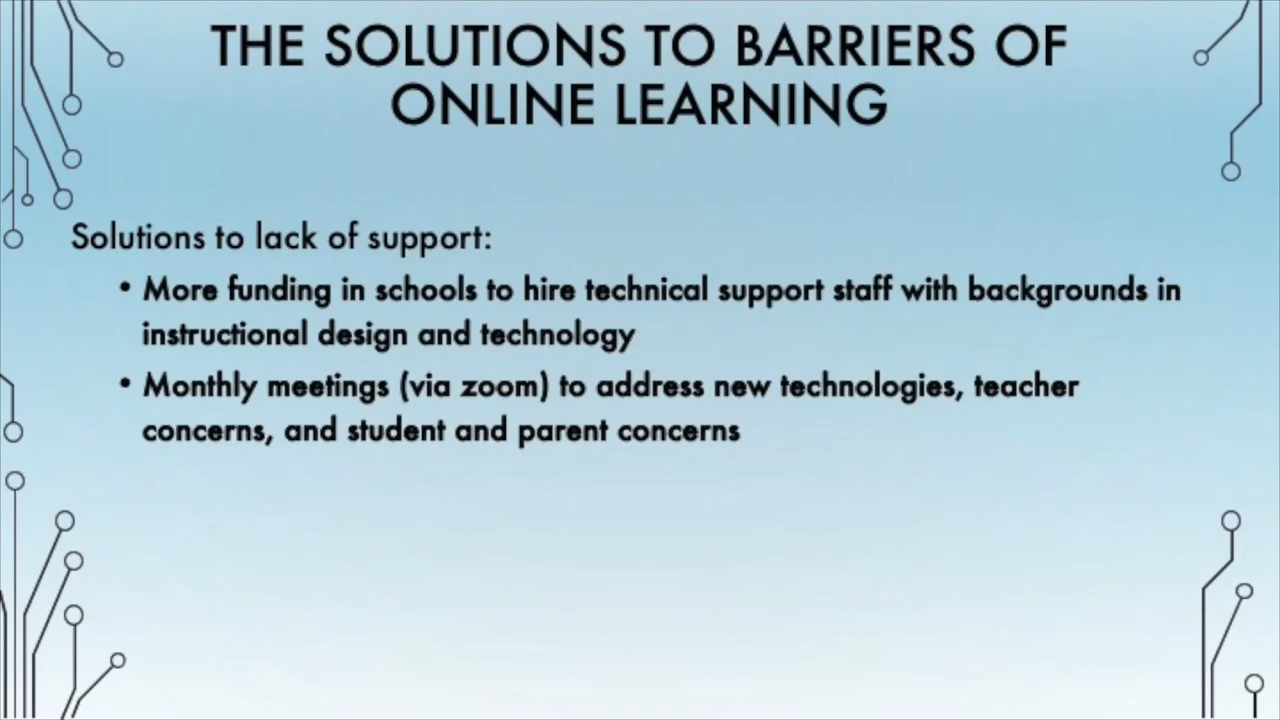 THE SOLUTIONS TO BARRIERS OF
ONLINE LEARNING
Solutions to lack of support:
• More funding in schools to hire technical support staff with backgrounds in
instructional design and technology
• Monthly meetings (via zoom) to address new technologies, teacher
concerns, and student and parent concerns